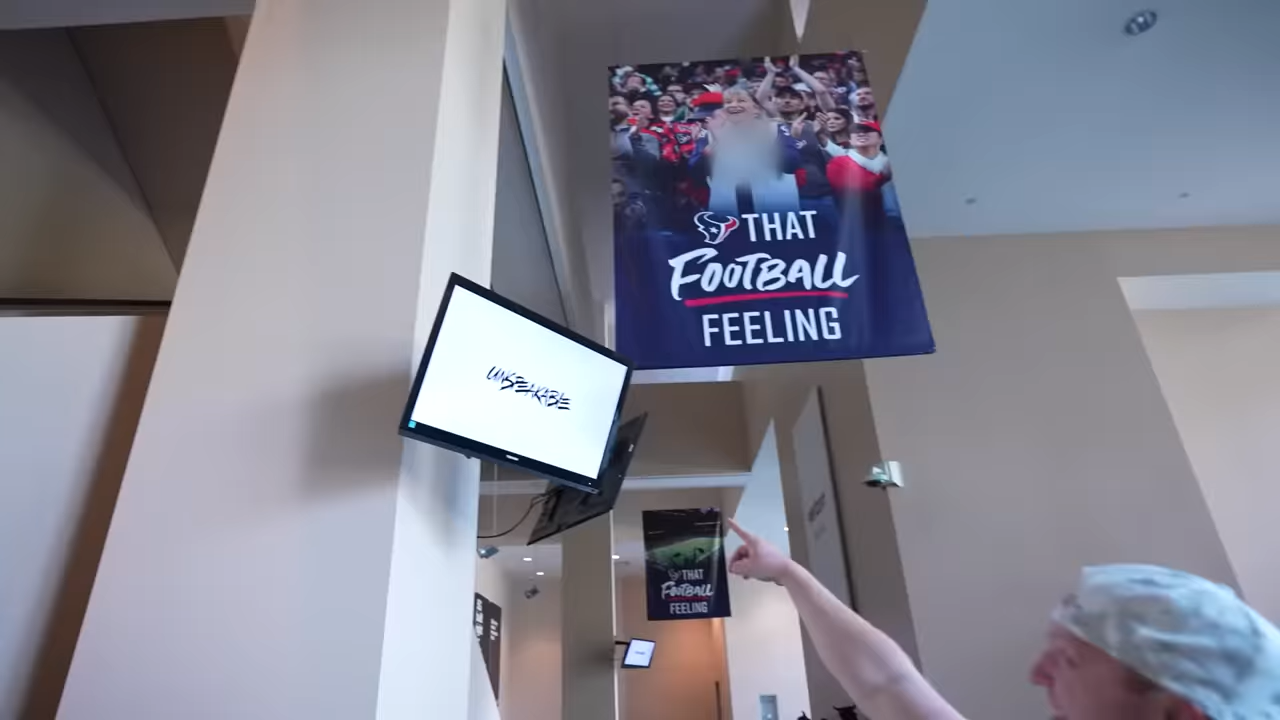 THAT
FOOTBALL
FEELING
UNSPEAKABLE
THAT
FOOTBALL
FEELING